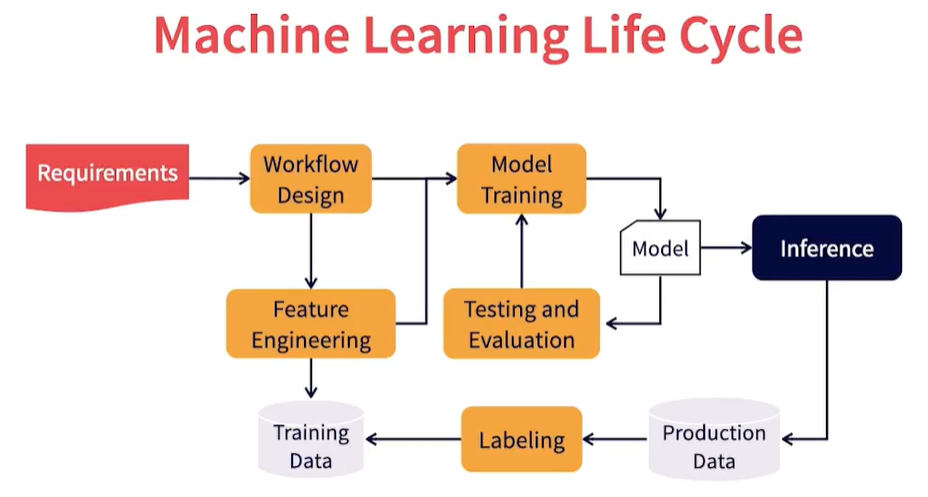 Machine Learning Life Cycle
Requirements
Workflow
Design
Model
Training
Model
Inference
Feature
Engineering
Testing and
Evaluation
Training
Data
Labeling
Production
Data